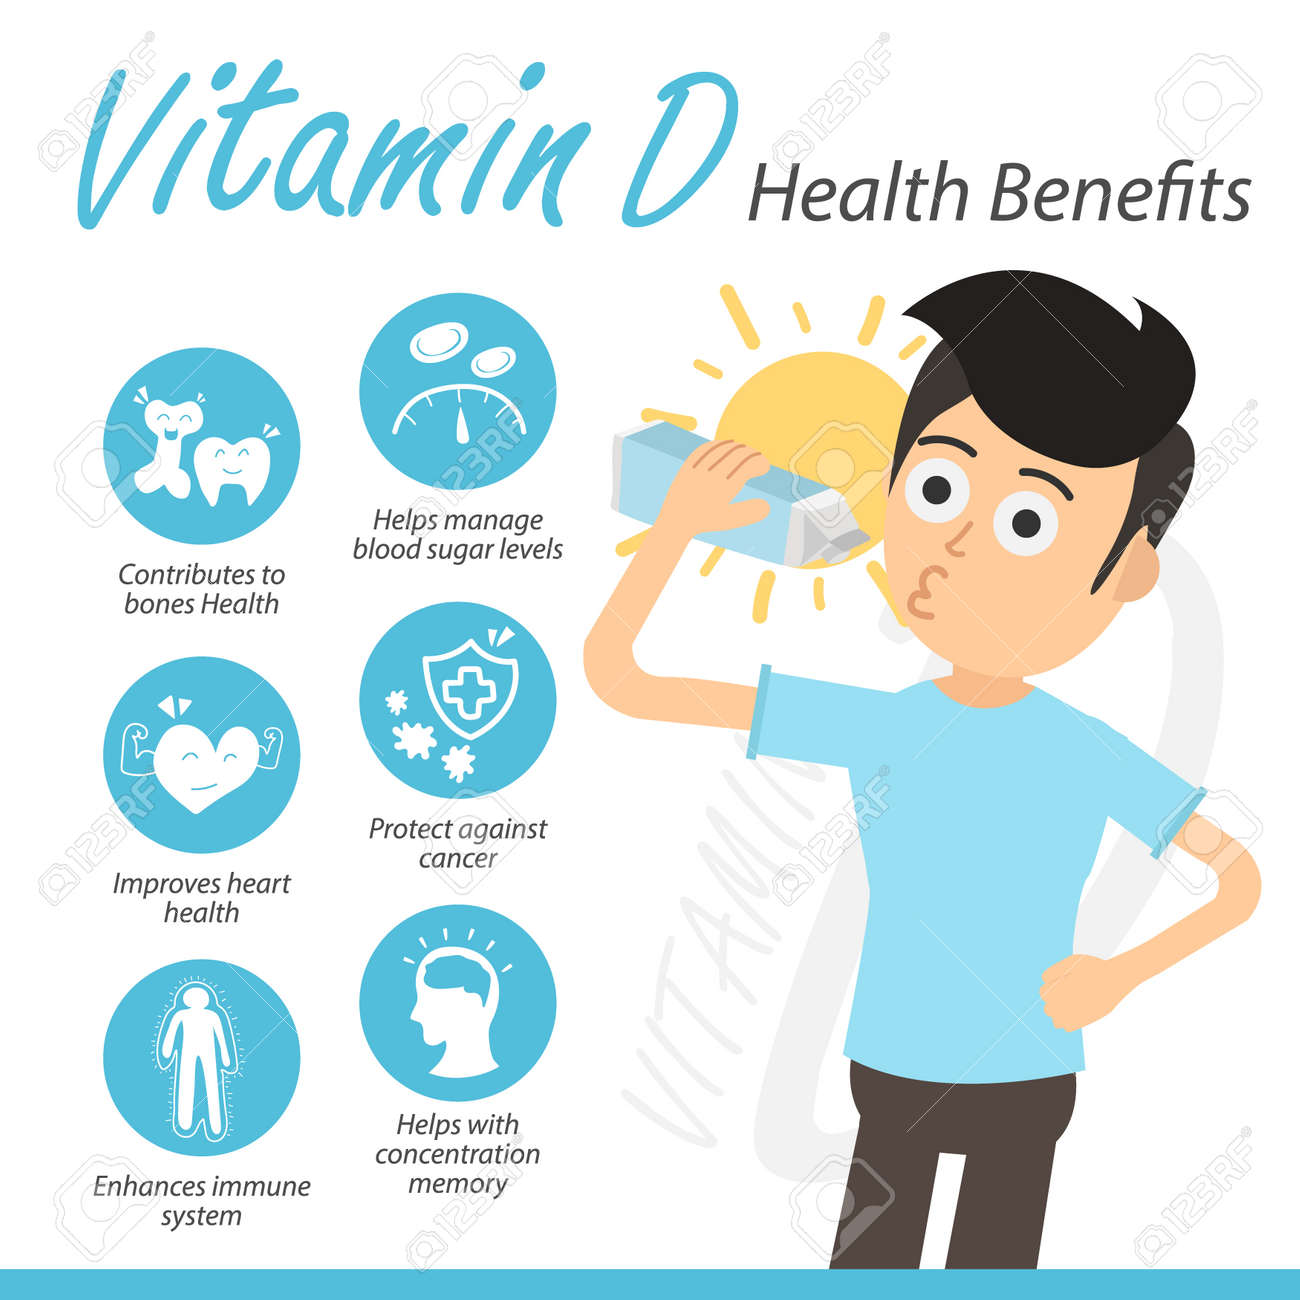 Vitamin D Health Benefits
Contributes to
bones Health
Helps manage
blood sugar levels
Improves heart
health
Protect against
cancer
Enhances immune
system
Helps with
concentration
memory
VITAMIN
D
123RF